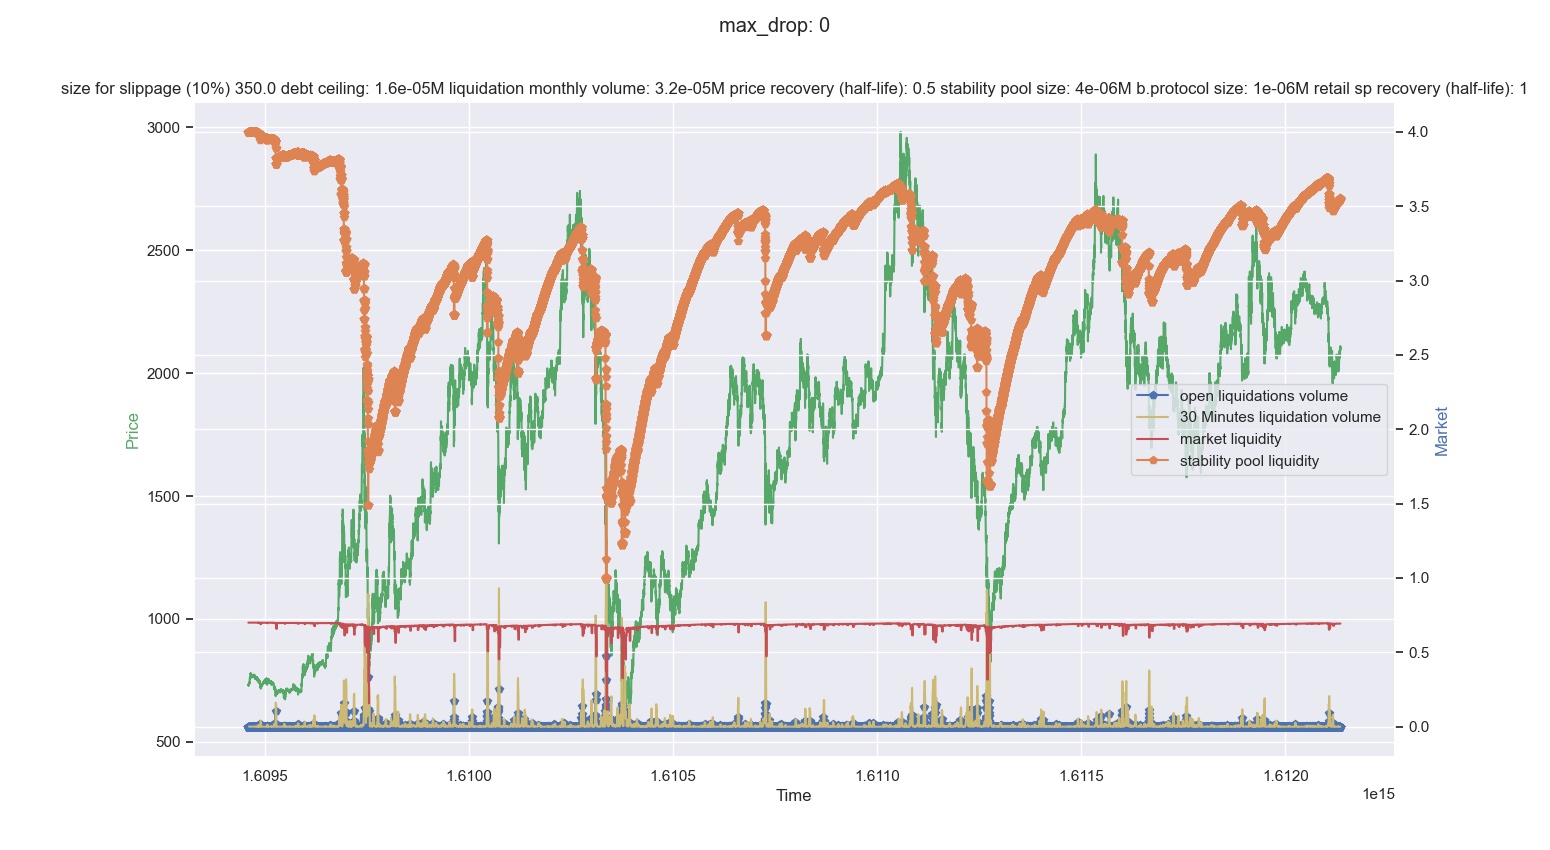 max_drop: 0
size for slippage (10%) 350.0 debt ceiling: 1.6e-05M liquidation monthly volume: 3.2e-05M price recovery (half-life): 0.5 stability pool size: 4e-06M b.protocol size: 1e-06M retail sp recovery (half-life): 1
3000
2500
2000
1500
1000
500
Price
4.0
3.5
3.0
2.5
2.0
1.5
1.0
0.5
0.0
Market
open liquidations volume
30 Minutes liquidation volume
market liquidity
stability pool liquidity
1.6095 1.6100 1.6105 1.6110 1.6115 1.6120
Time
1e15